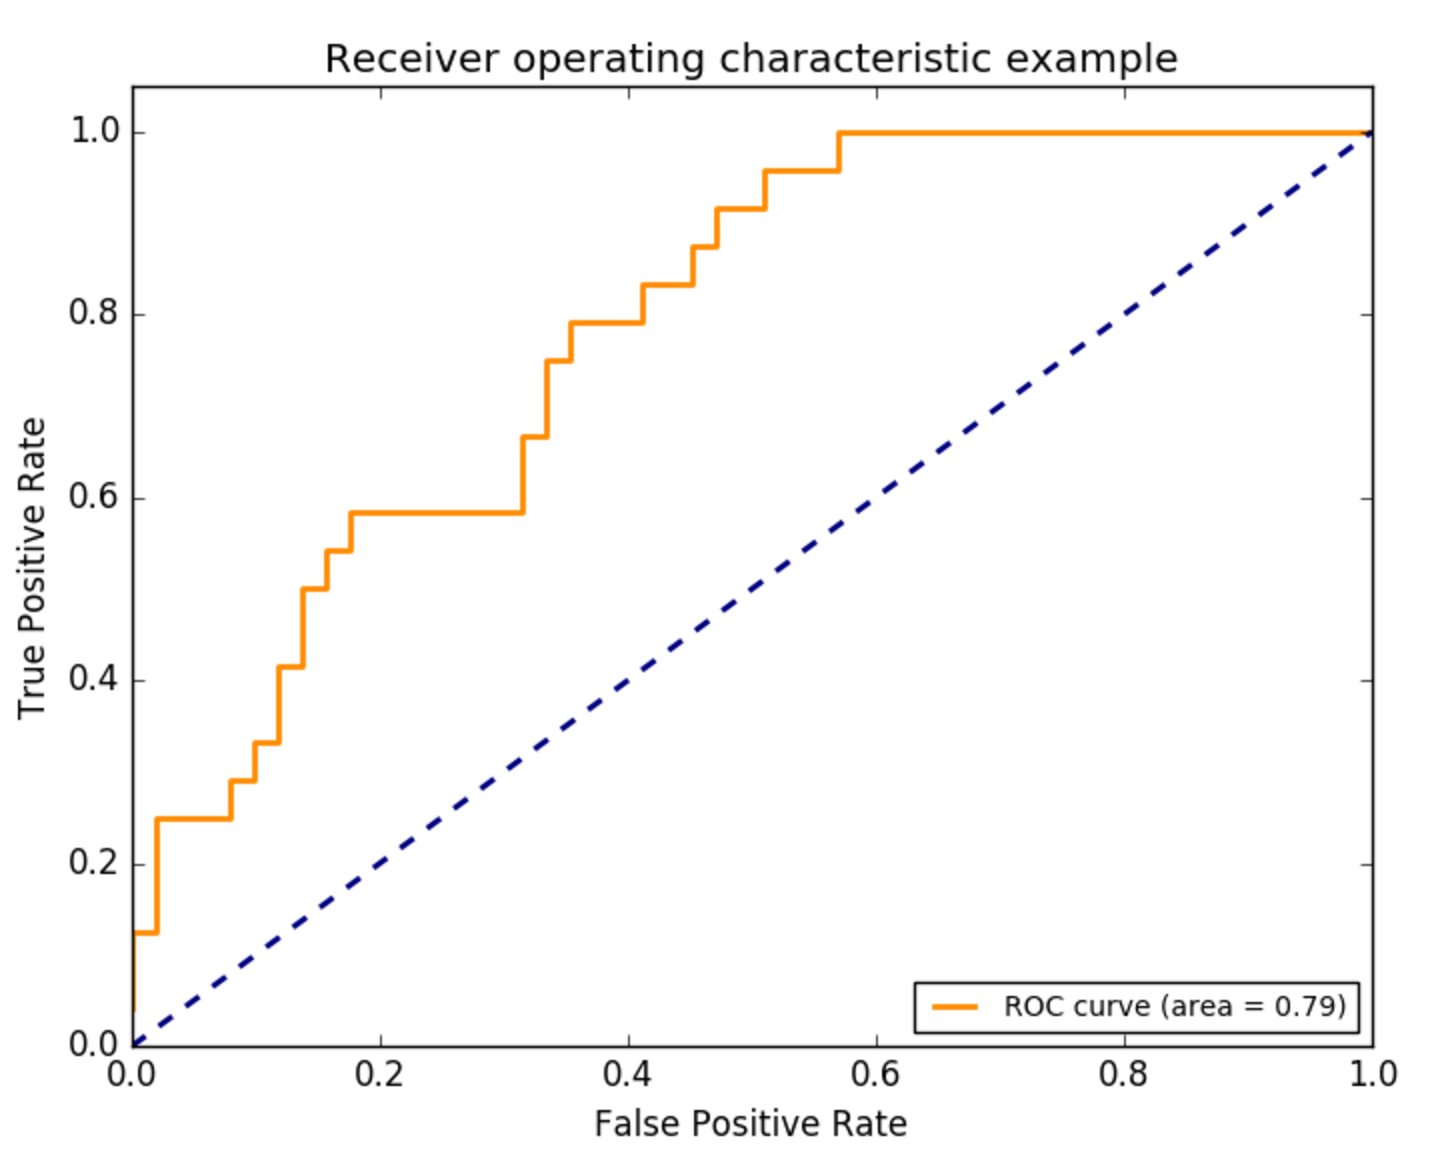 Receiver operating characteristic example
1.0
0.8
0.6
0.4
0.2
0.0
True Positive Rate
ROC curve (area = 0.79)
0.0 0.2 0.4 0.6 0.8 1.0
False Positive Rate